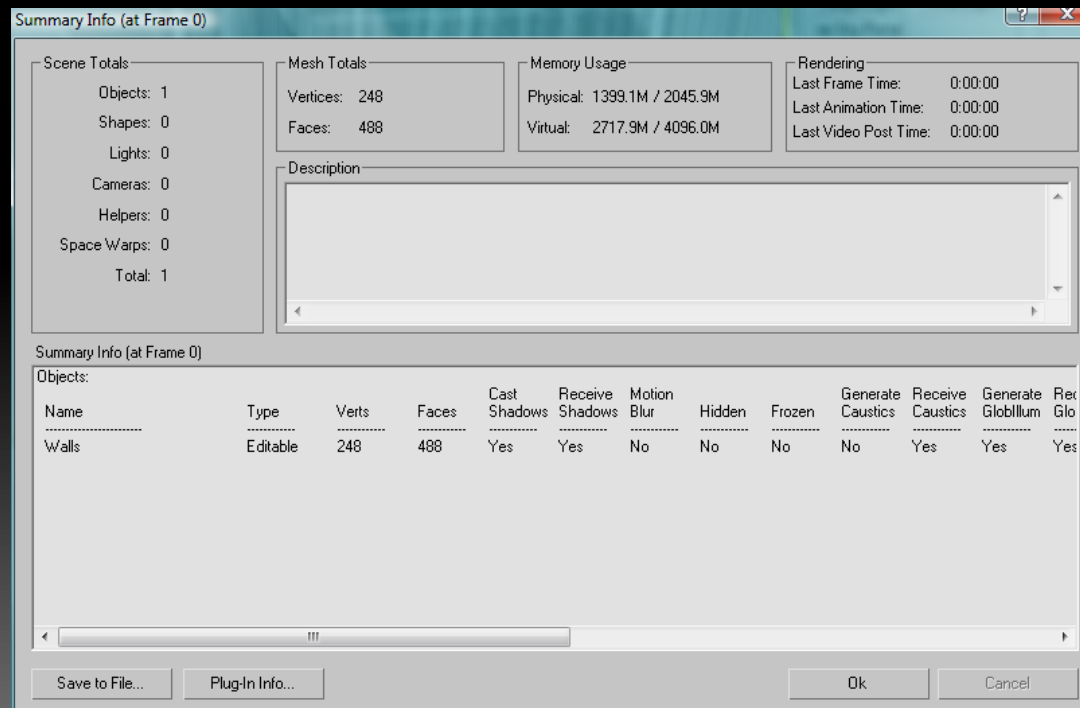 Summary Info (at Frame 0)
?
X
Scene Totals
Objects: 1
Shapes: 0
Lights: 0
Cameras: 0
Helpers: 0
Space Warps: 0
Total: 1
Mesh Totals
Vertices: 248
Faces: 488
Memory Usage
Physical: 1399.1M / 2045.9M
Virtual: 2717.9M / 4096.0M
Rendering
Last Frame Time: 0:00:00
Last Animation Time: 0:00:00
Last Video Post Time: 0:00:00
Description
Summary Info (at Frame 0)
Objects:
Cast Receive Motion Generate Receive Generate Rec
Name Type Verts Faces Shadows Shadows Blur Hidden Frozen Caustics Caustics GlobIllum Glo
Walls Editable 248 488 Yes Yes No No No No Yes Yes Yes
Save to File... Plug-In Info... Ok Cancel